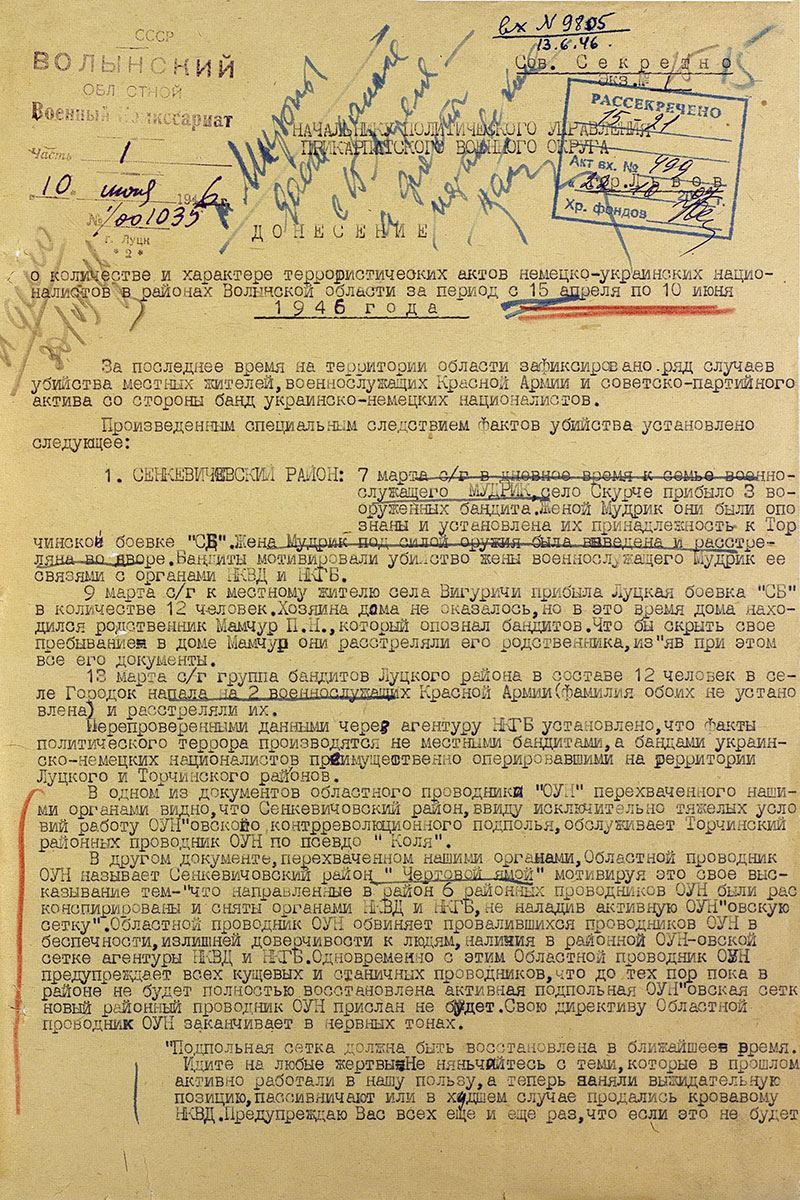 СССР
ВОЛЫНСКИЙ
ОБЛ СТНОЙ
Военный Комиссариат
Часть 1
10 июня 1946 г.
№ 1/001035
г. Луцк
* 2 *
вх N 9805
13.6.46.
Сов. Секретно
экз. № 1
15
РАССЕКРЕЧЕНО
Акт вх. № 499
Хр. фондов
НАЧАЛЬНИКУ ПОЛИТИЧЕСКОГО УПРАВЛЕНИЯ
ПРИКАРПАТСКОГО ВОЕННОГО ОКРУГА
гор. Львов
ДОНЕСЕНИЕ
о количестве и характере террористических актов немецко-украинских нацио-
налистов в районах Волынской области за период с 15 апреля по 10 июня
1946 года
За последнее время на территории области зафиксировано ряд случаев
убийства местных жителей, военнослужащих Красной Армии и советско-партийного
актива со стороны банд украинско-немецких националистов.
Произведенным специальным следствием фактов убийства установлено
следующее:
1. СЕНКЕВИЧЕВСКИЙ РАЙОН: 7 марта с/г в дневное время к семье военно-
служащего МУДРИК, село Скурче прибыло 3 во-
оруженных бандита. Женой Мудрик они были опо
знаны и установлена их принадлежность к Тор
чинской боевке "СБ". Жена Мудрик под силой оружия была выведена и расстре-
ляна во дворе. Бандиты мотивировали убийство жены военнослужащего Мудрик ее
связями с органами НКВД и НКГБ.
9 марта с/г к местному жителю села Вигуричи прибыла Луцкая боевка "СБ"
в количестве 12 человек. Хозяина дома не оказалось, но в это время дома нахо-
дился родственник Мамчур П.Н., который опознал бандитов. Что бы скрыть свое
пребывание в доме Мамчур они расстреляли его родственника, из"яв при этом
все его документы.
13 марта с/г группа бандитов Луцкого района в составе 12 человек в се-
ле Городок напала на 2 военнослужащих Красной Армии (фамилия обоих не устано
влена) и расстреляли их.
Перепроверенными данными через агентуру НКГБ установлено, что факты
политического террора производятся не местными бандитами, а бандами украин-
ско-немецких националистов преимущественно оперировавшими на территории
Луцкого и Торчинского районов.
В одном из документов областного проводника "ОУН" перехваченного наши-
ми органами видно, что Сенкевичовский район, ввиду исключительно тяжелых усло
вий работу ОУН"овского контрреволюционного подполья, обслуживает Торчинский
районных проводник ОУН по псевдо " Коля".
В другом документе, перехваченном нашими органами, Областной проводник
ОУН называет Сенкевичовский район " Чертовой ямой" мотивируя это свое выс-
казывание тем-"что направленные в район 6 районных проводников ОУН были рас
конспирированы и сняты органами НКВД и НКГБ, не наладив активную ОУН"овскую
сетку". Областной проводник ОУН обвиняет провалившихся проводников ОУН в
беспечности, излишней доверчивости к людям, наличия в районной ОУН-овской
сетке агентуры НКВД и НКГБ. Одновременно с этим Областной проводник ОУН
предупреждает всех кущевых и станичных проводников, что до тех пор пока в
районе не будет полностью восстановлена активная подпольная ОУН"овская сетк
новый районный проводник ОУН прислан не будет. Свою директиву Областной
проводник ОУН заканчивает в нервных тонах.
"Подпольная сетка должна быть восстановлена в ближайшее время.
Идите на любые жертвы. Не няньчайтесь с теми, которые в прошлом
активно работали в нашу пользу, а теперь заняли выжидательную
позицию, пассивничают или в худшем случае продались кровавому
НКВД. Предупреждаю Вас всех еще и еще раз, что если это не будет